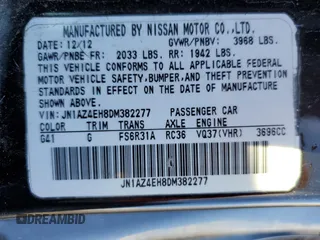 MANUFACTURED BY NISSAN MOTOR CO.,LTD.
DATE: 12/12 GVWR/PNBV: 3968 LBS.
GAWR/PNBE FR: 2033 LBS. RR: 1942 LBS.
THIS VEHICLE CONFORMS TO ALL APPLICABLE FEDERAL
MOTOR VEHICLE SAFETY,BUMPER,AND THEFT PREVENTION
STANDARDS IN EFFECT ON THE DATE OF MANUFACTURE
SHOWN ABOVE.
VIN: JN1AZ4EH8DM382277 PASSENGER CAR
COLOR TRIM TRANS AXLE ENGINE
G41 G FS6R31A RC36 VQ37(VHR) 3696CC
JN1AZ4EH8DM382277
AUTOBIDMASTER